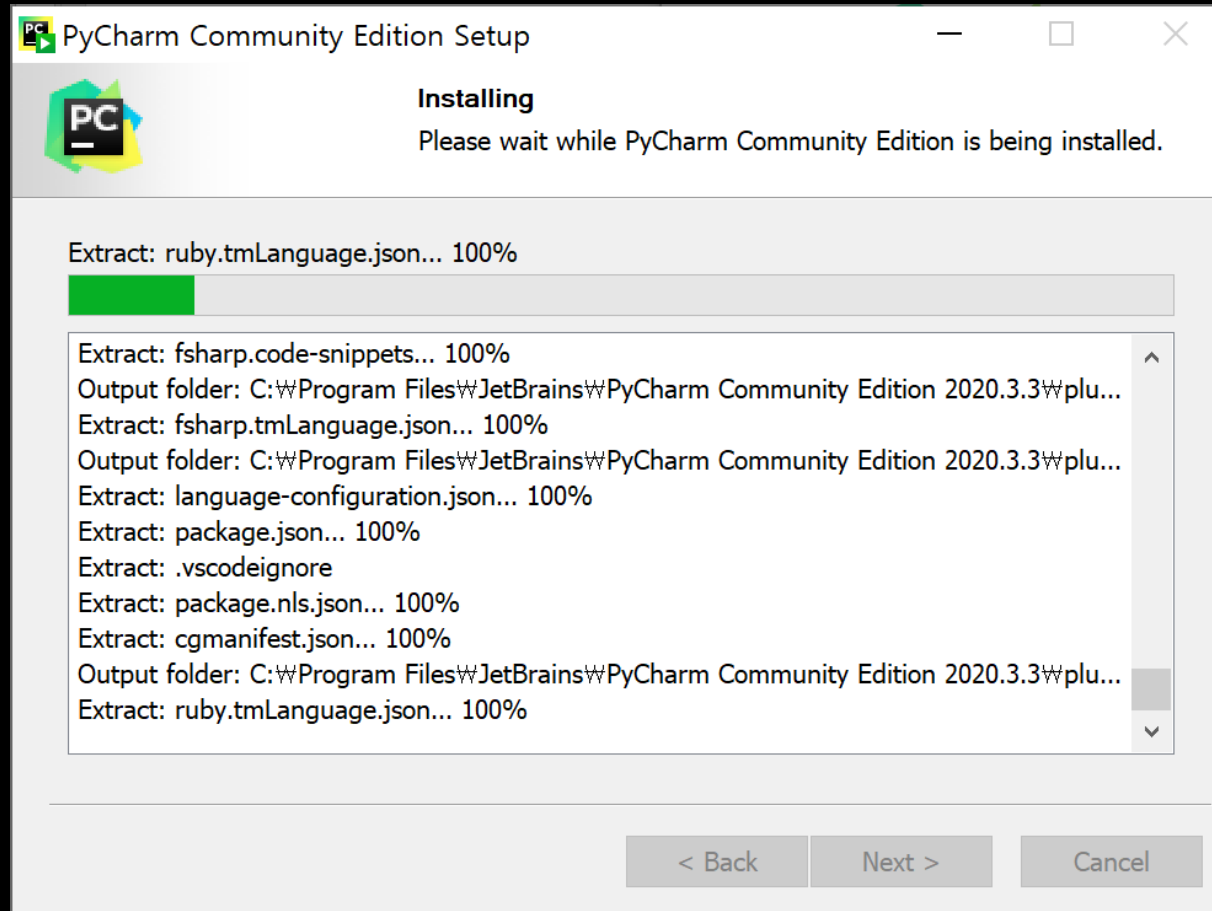 PC PyCharm Community Edition Setup
PC
Installing
Please wait while PyCharm Community Edition is being installed.
Extract: ruby.tmLanguage.json... 100%
Extract: fsharp.code-snippets... 100%
Output folder: C:₩Program Files₩JetBrains₩PyCharm Community Edition 2020.3.3₩plu...
Extract: fsharp.tmLanguage.json... 100%
Output folder: C:₩Program Files₩JetBrains₩PyCharm Community Edition 2020.3.3₩plu...
Extract: language-configuration.json... 100%
Extract: package.json... 100%
Extract: .vscodeignore
Extract: package.nls.json... 100%
Extract: cgmanifest.json... 100%
Output folder: C:₩Program Files₩JetBrains₩PyCharm Community Edition 2020.3.3₩plu...
Extract: ruby.tmLanguage.json... 100%
< Back Next > Cancel